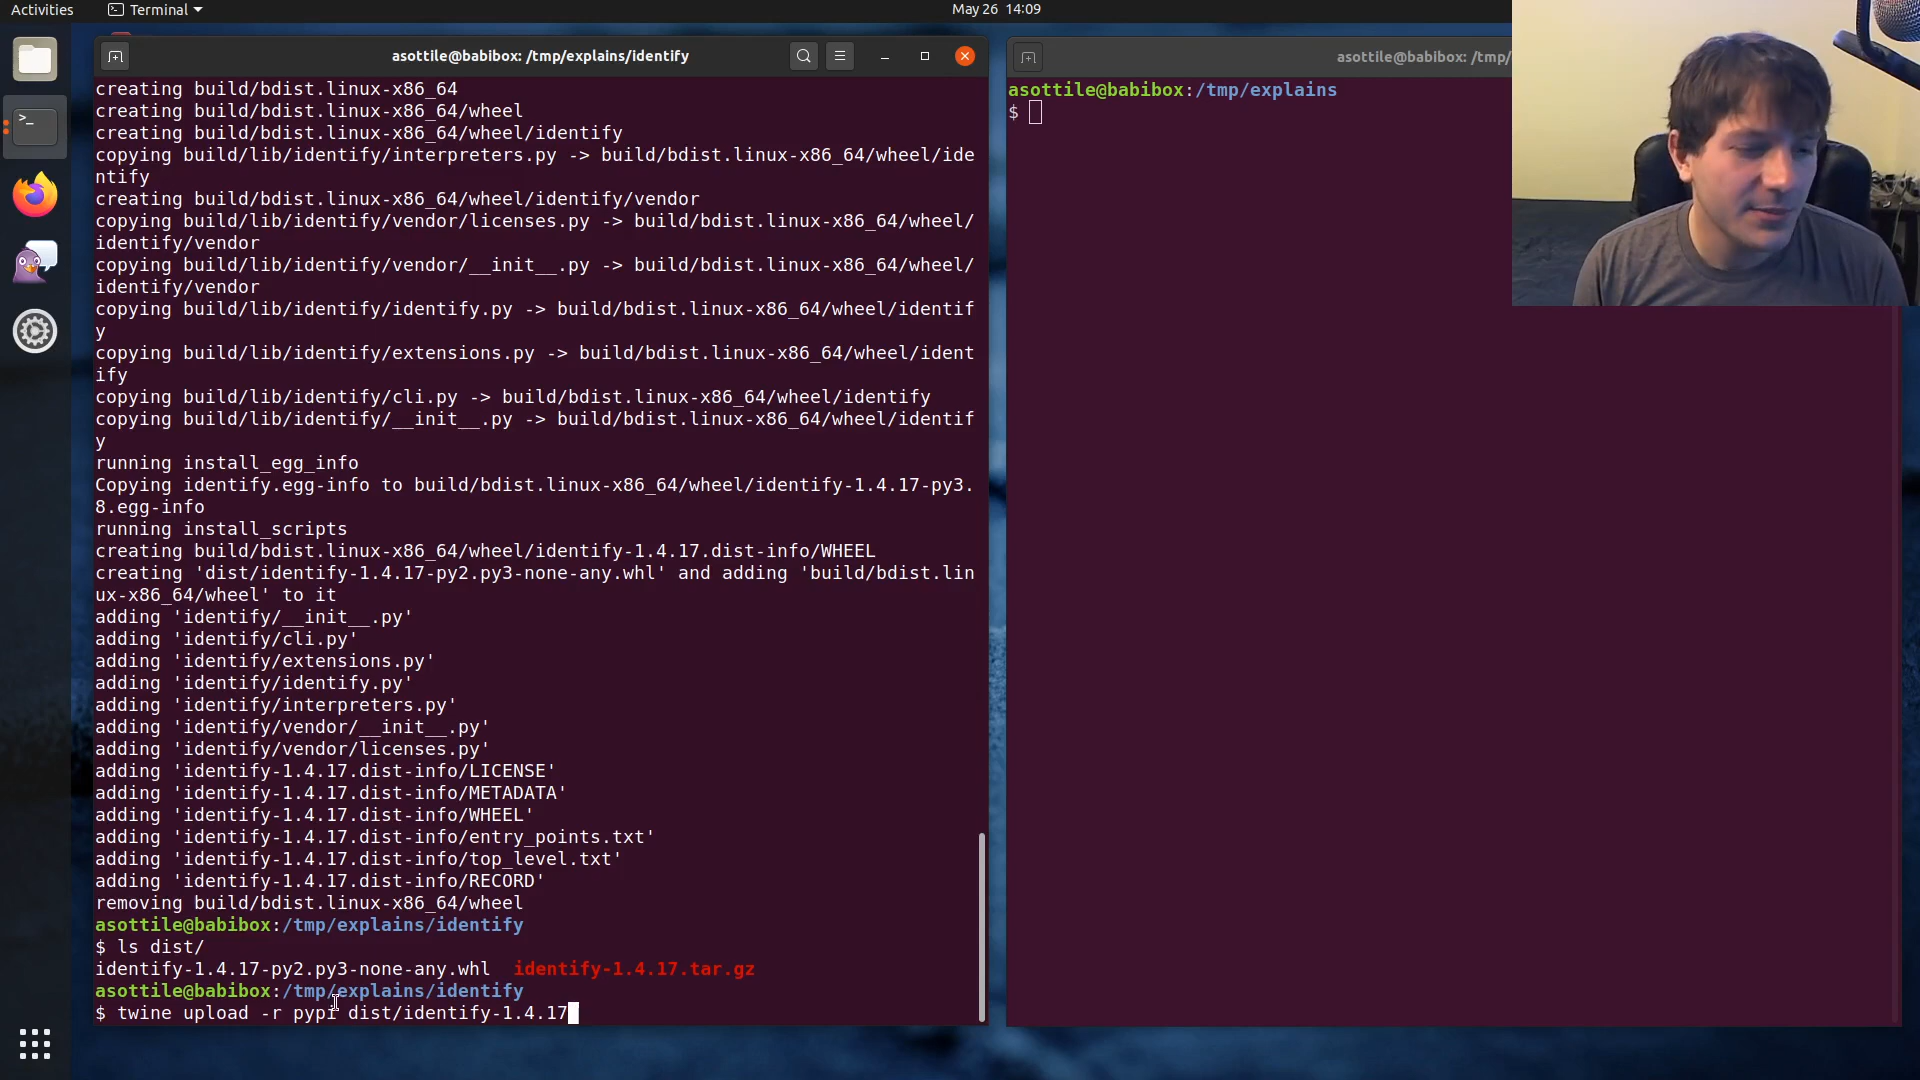 Activities
Terminal
May 26 14:09
asottile@babibox: /tmp/explains/identify
creating build/bdist.linux-x86_64
creating build/bdist.linux-x86_64/wheel
creating build/bdist.linux-x86_64/wheel/identify
copying build/lib/identify/interpreters.py -> build/bdist.linux-x86_64/wheel/ide
ntify
creating build/bdist.linux-x86_64/wheel/identify/vendor
copying build/lib/identify/vendor/licenses.py -> build/bdist.linux-x86_64/wheel/
identify/vendor
copying build/lib/identify/vendor/__init__.py -> build/bdist.linux-x86_64/wheel/
identify/vendor
copying build/lib/identify/identify.py -> build/bdist.linux-x86_64/wheel/identif
y
copying build/lib/identify/extensions.py -> build/bdist.linux-x86_64/wheel/ident
ify
copying build/lib/identify/cli.py -> build/bdist.linux-x86_64/wheel/identify
copying build/lib/identify/__init__.py -> build/bdist.linux-x86_64/wheel/identif
y
running install_egg_info
Copying identify.egg-info to build/bdist.linux-x86_64/wheel/identify-1.4.17-py3.
8.egg-info
running install_scripts
creating build/bdist.linux-x86_64/wheel/identify-1.4.17.dist-info/WHEEL
creating 'dist/identify-1.4.17-py2.py3-none-any.whl' and adding 'build/bdist.lin
ux-x86_64/wheel' to it
adding 'identify/__init__.py'
adding 'identify/cli.py'
adding 'identify/extensions.py'
adding 'identify/identify.py'
adding 'identify/interpreters.py'
adding 'identify/vendor/__init__.py'
adding 'identify/vendor/licenses.py'
adding 'identify-1.4.17.dist-info/LICENSE'
adding 'identify-1.4.17.dist-info/METADATA'
adding 'identify-1.4.17.dist-info/WHEEL'
adding 'identify-1.4.17.dist-info/entry_points.txt'
adding 'identify-1.4.17.dist-info/top_level.txt'
adding 'identify-1.4.17.dist-info/RECORD'
removing build/bdist.linux-x86_64/wheel
asottile@babibox:/tmp/explains/identify
$ ls dist/
identify-1.4.17-py2.py3-none-any.whl identify-1.4.17.tar.gz
asottile@babibox:/tmp/explains/identify
$ twine upload -r pypi dist/identify-1.4.17
asottile@babibox: /tmp/
asottile@babibox:/tmp/explains
$